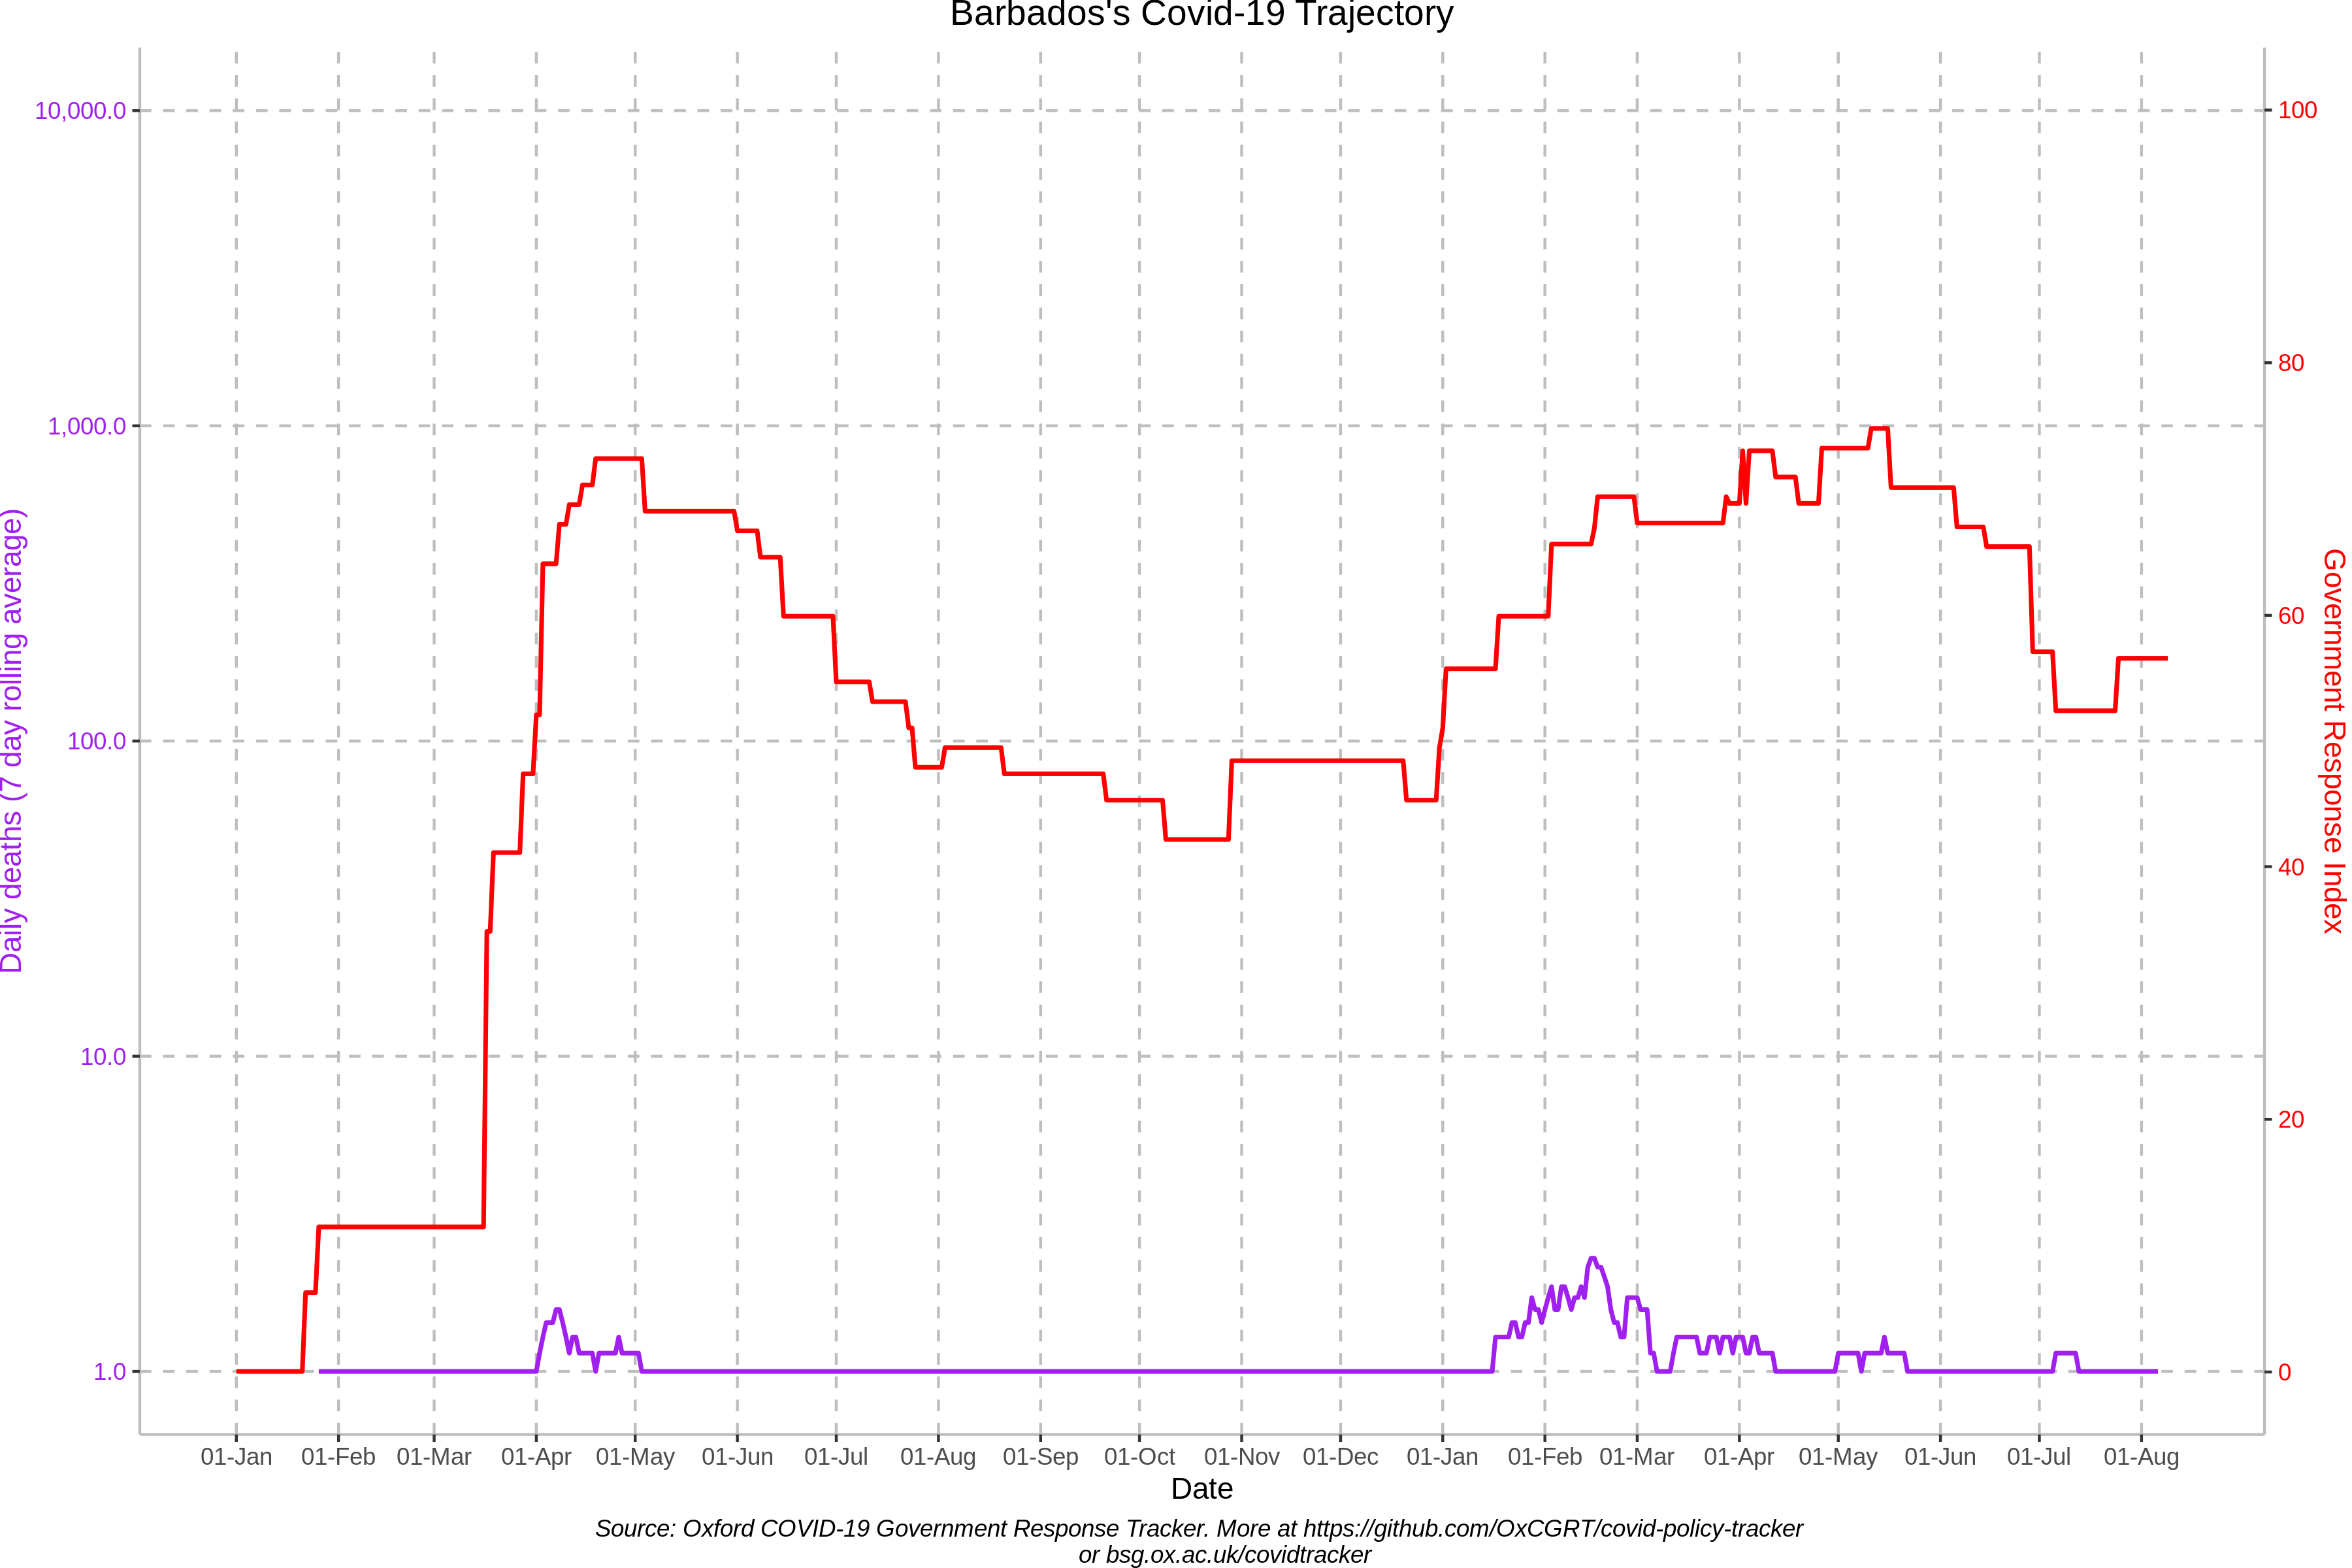 Barbados's Covid-19 Trajectory
10,000.0
1,000.0
100.0
10.0
1.0
Daily deaths (7 day rolling average)
100
80
60
40
20
0
Government Response Index
01-Jan 01-Feb 01-Mar 01-Apr 01-May 01-Jun 01-Jul 01-Aug 01-Sep 01-Oct 01-Nov 01-Dec 01-Jan 01-Feb 01-Mar 01-Apr 01-May 01-Jun 01-Jul 01-Aug
Date
Source: Oxford COVID-19 Government Response Tracker. More at https://github.com/OxCGRT/covid-policy-tracker
or bsg.ox.ac.uk/covidtracker